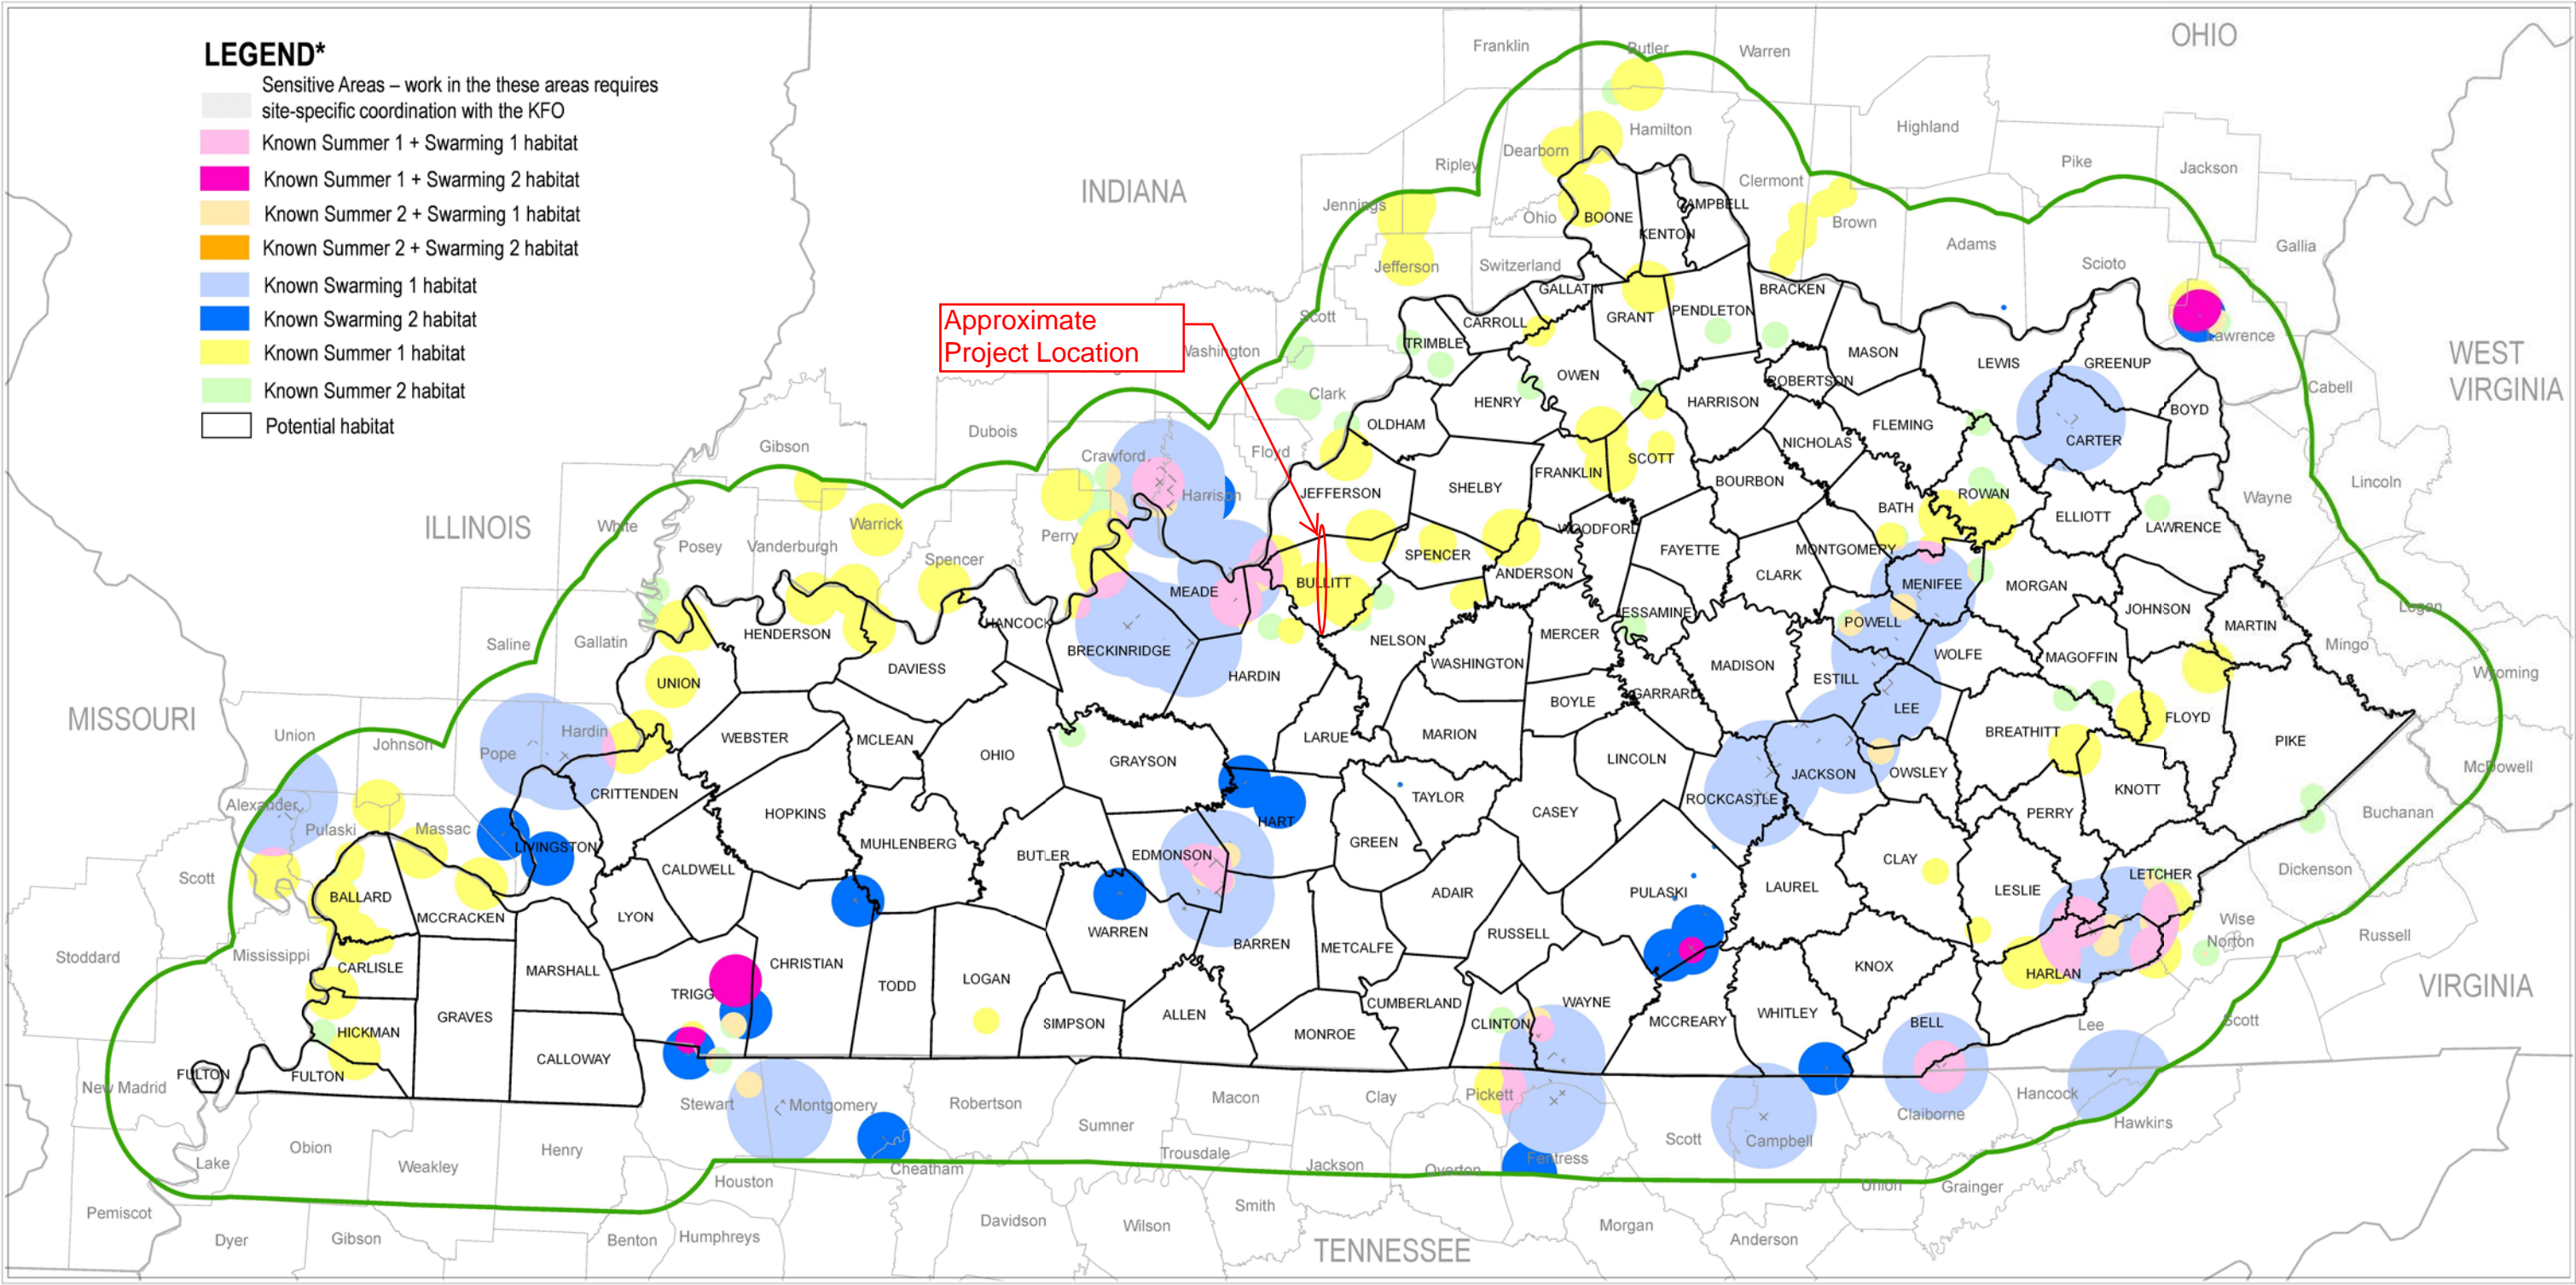 LEGEND*
Sensitive Areas – work in the these areas requires
site-specific coordination with the KFO
Known Summer 1 + Swarming 1 habitat
Known Summer 1 + Swarming 2 habitat
Known Summer 2 + Swarming 1 habitat
Known Summer 2 + Swarming 2 habitat
Known Swarming 1 habitat
Known Swarming 2 habitat
Known Summer 1 habitat
Known Summer 2 habitat
Potential habitat
Approximate
Project Location
OHIO
INDIANA
ILLINOIS
MISSOURI
WEST
VIRGINIA
VIRGINIA
TENNESSEE
Franklin
Butler
Warren
Hamilton
Dearborn
Ripley
Highland
Pike
Jackson
Clermont
Jennings
Ohio
Brown
Adams
Gallia
Scioto
Jefferson
Switzerland
Scott
Lawrence
Washington
Cabell
Clark
Dubois
Gibson
Crawford
Floyd
Harrison
Lincoln
Wayne
White
Warrick
Posey
Vanderburgh
Perry
Spencer
Logan
Saline
Gallatin
Mingo
Wyoming
Union
Johnson
Pope
Hardin
McDowell
Alexander
Pulaski
Massac
Buchanan
Scott
Dickenson
Wise
Norton
Russell
Stoddard
Mississippi
Lee
Scott
New Madrid
Stewart
Montgomery
Robertson
Macon
Clay
Pickett
Hancock
Claiborne
Hawkins
Obion
Henry
Sumner
Trousdale
Scott
Campbell
Lake
Weakley
Cheatham
Jackson
Overton
Fentress
Houston
Union
Grainger
Pemiscot
Smith
Davidson
Wilson
Morgan
Anderson
Dyer
Gibson
Benton
Humphreys
BOONE
KENTON
CAMPBELL
GALLATIN
BRACKEN
CARROLL
GRANT
PENDLETON
TRIMBLE
MASON
LEWIS
GREENUP
OWEN
ROBERTSON
HENRY
HARRISON
BOYD
OLDHAM
FLEMING
CARTER
NICHOLAS
SCOTT
FRANKLIN
BOURBON
SHELBY
JEFFERSON
ROWAN
BATH
ELLIOTT
LAWRENCE
WOODFORD
FAYETTE
MONTGOMERY
SPENCER
ANDERSON
CLARK
BULLITT
MENIFEE
MORGAN
MEADE
JOHNSON
ESSAMINE
POWELL
HANCOCK
HENDERSON
MERCER
NELSON
MARTIN
BRECKINRIDGE
WASHINGTON
MADISON
WOLFE
MAGOFFIN
DAVIESS
HARDIN
ESTILL
UNION
GARRARD
BOYLE
LEE
FLOYD
WEBSTER
MCLEAN
LARUE
MARION
BREATHITT
PIKE
OHIO
GRAYSON
LINCOLN
JACKSON
OWSLEY
CRITTENDEN
TAYLOR
ROCKCASTLE
KNOTT
HOPKINS
CASEY
PERRY
HART
MUHLENBERG
GREEN
LIVINGSTON
BUTLER
EDMONSON
CLAY
CALDWELL
LETCHER
BALLARD
ADAIR
PULASKI
LAUREL
LESLIE
MCCRACKEN
LYON
WARREN
RUSSELL
BARREN
METCALFE
CARLISLE
MARSHALL
CHRISTIAN
KNOX
HARLAN
LOGAN
TODD
TRIGG
CUMBERLAND
WAYNE
GRAVES
ALLEN
WHITLEY
HICKMAN
SIMPSON
CLINTON
MCCREARY
BELL
MONROE
CALLOWAY
FULTON
FULTON